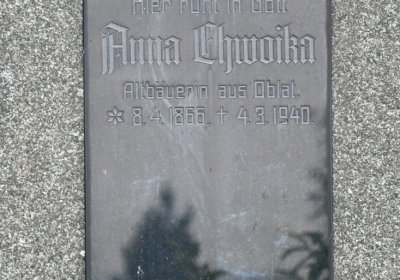 Hier ruht in Gott
Anna Chwoika
Altbäuerin aus Oblat,
* 8.4.1866, † 4.3.1940.